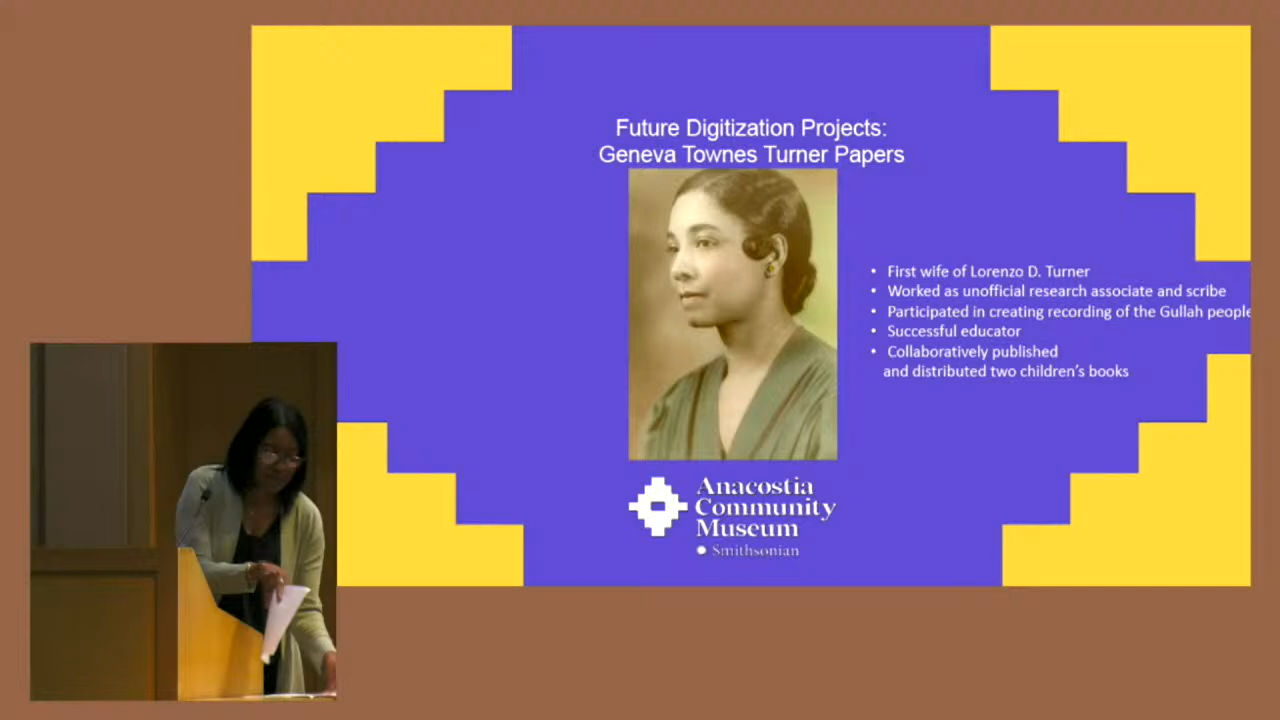 Future Digitization Projects:
Geneva Townes Turner Papers
• First wife of Lorenzo D. Turner
• Worked as unofficial research associate and scribe
• Participated in creating recording of the Gullah people
• Successful educator
• Collaboratively published
and distributed two children's books
Anacostia
Community
Museum
Smithsonian